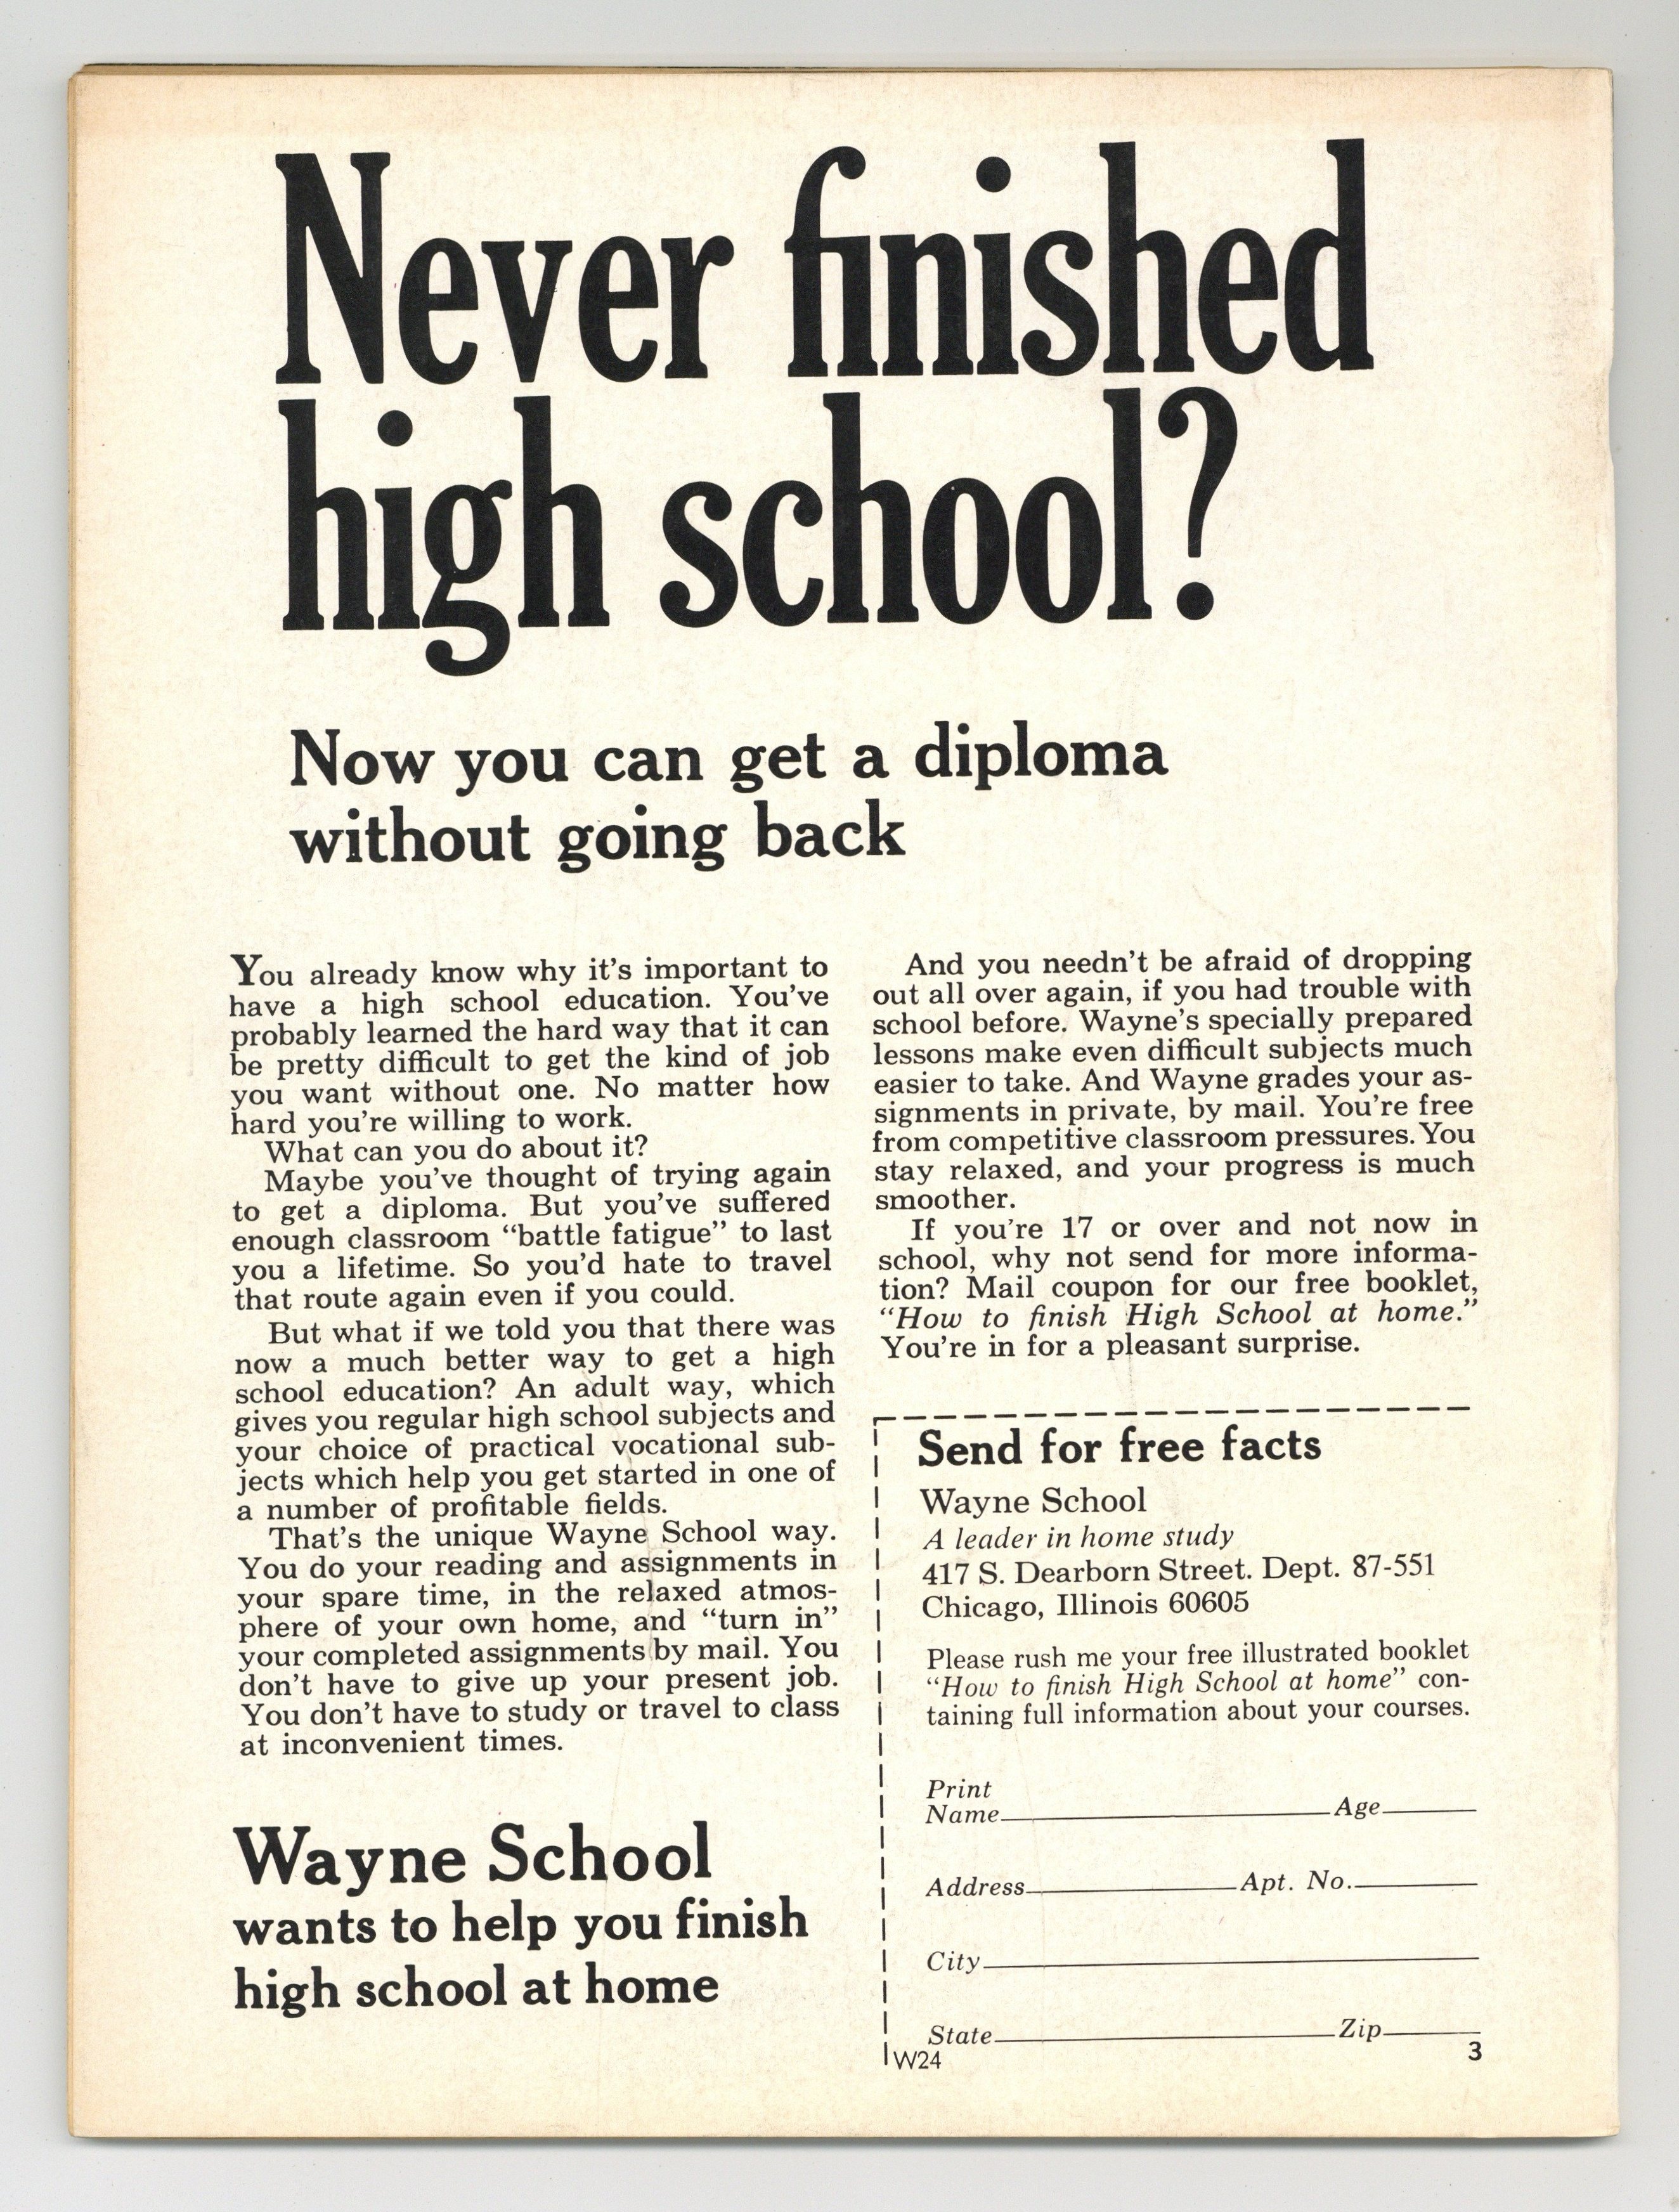 Never finished
high school?
Now you can get a diploma
without going back
You already know why it's important to
have a high school education. You've
probably learned the hard way that it can
be pretty difficult to get the kind of job
you want without one. No matter how
hard you're willing to work.
What can you do about it?
Maybe you've thought of trying again
to get a diploma. But you've suffered
enough classroom "battle fatigue" to last
you a lifetime. So you'd hate to travel
that route again even if you could.
But what if we told you that there was
now a much better way to get a high
school education? An adult way, which
gives you regular high school subjects and
your choice of practical vocational sub-
jects which help you get started in one of
a number of profitable fields.
That's the unique Wayne School way.
You do your reading and assignments in
your spare time, in the relaxed atmos-
phere of your own home, and "turn in"
your completed assignments by mail. You
don't have to give up your present job.
You don't have to study or travel to class
at inconvenient times.
Wayne School
wants to help you finish
high school at home
And you needn't be afraid of dropping
out all over again, if you had trouble with
school before. Wayne's specially prepared
lessons make even difficult subjects much
easier to take. And Wayne grades your as-
signments in private, by mail. You're free
from competitive classroom pressures. You
stay relaxed, and your progress is much
smoother.
If you're 17 or over and not now in
school, why not send for more informa-
tion? Mail coupon for our free booklet,
"How to finish High School at home."
You're in for a pleasant surprise.
Send for free facts
Wayne School
A leader in home study
417 S. Dearborn Street. Dept. 87-551
Chicago, Illinois 60605
Please rush me your free illustrated booklet
"How to finish High School at home" con-
taining full information about your courses.
Print
Name Age
Address Apt. No.
City
State Zip
W24 3